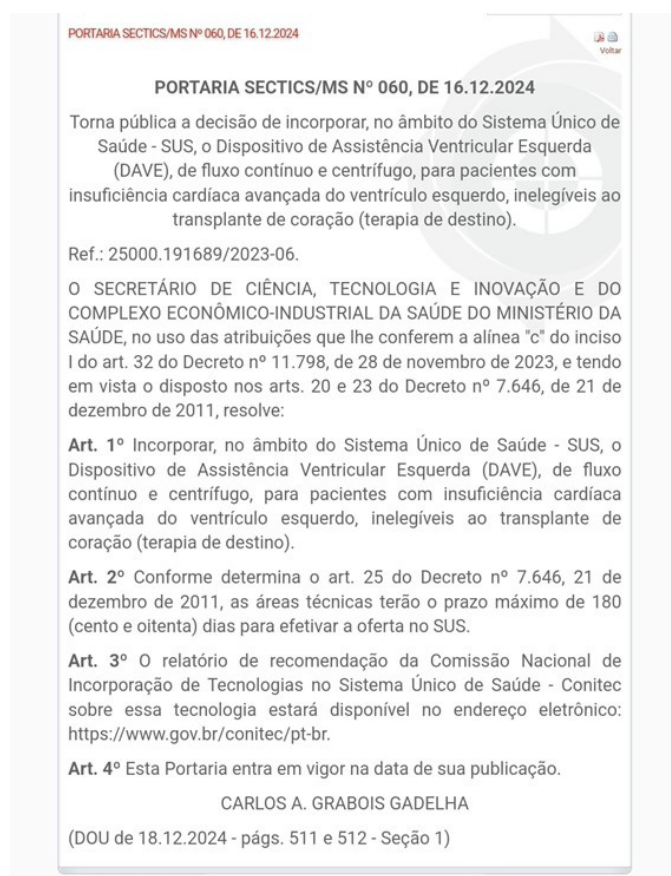 PORTARIA SECTICS/MS Nº 060, DE 16.12.2024
Voltar
PORTARIA SECTICS/MS Nº 060, DE 16.12.2024
Torna pública a decisão de incorporar, no âmbito do Sistema Único de
Saúde - SUS, o Dispositivo de Assistência Ventricular Esquerda
(DAVE), de fluxo contínuo e centrífugo, para pacientes com
insuficiência cardíaca avançada do ventrículo esquerdo, inelegíveis ao
transplante de coração (terapia de destino).
Ref.: 25000.191689/2023-06.
O SECRETÁRIO DE CIÊNCIA, TECNOLOGIA E INOVAÇÃO E DO
COMPLEXO ECONÔMICO-INDUSTRIAL DA SAÚDE DO MINISTÉRIO DA
SAÚDE, no uso das atribuições que lhe conferem a alínea "c" do inciso
I do art. 32 do Decreto nº 11.798, de 28 de novembro de 2023, e tendo
em vista o disposto nos arts. 20 e 23 do Decreto nº 7.646, de 21 de
dezembro de 2011, resolve:
Art. 1º Incorporar, no âmbito do Sistema Único de Saúde - SUS, o
Dispositivo de Assistência Ventricular Esquerda (DAVE), de fluxo
contínuo e centrífugo, para pacientes com insuficiência cardíaca
avançada do ventrículo esquerdo, inelegíveis ao transplante de
coração (terapia de destino).
Art. 2º Conforme determina o art. 25 do Decreto nº 7.646, 21 de
dezembro de 2011, as áreas técnicas terão o prazo máximo de 180
(cento e oitenta) dias para efetivar a oferta no SUS.
Art. 3º O relatório de recomendação da Comissão Nacional de
Incorporação de Tecnologias no Sistema Único de Saúde - Conitec
sobre essa tecnologia estará disponível no endereço eletrônico:
https://www.gov.br/conitec/pt-br.
Art. 4º Esta Portaria entra em vigor na data de sua publicação.
CARLOS A. GRABOIS GADELHA
(DOU de 18.12.2024 - págs. 511 e 512 - Seção 1)